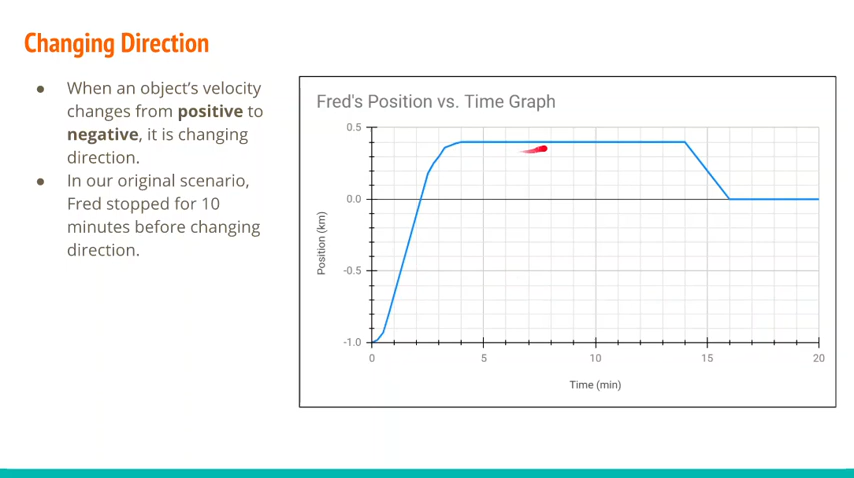 Changing Direction
● When an object’s velocity
changes from positive to
negative, it is changing
direction.
● In our original scenario,
Fred stopped for 10
minutes before changing
direction.
Fred's Position vs. Time Graph
0.5
0.0
-0.5
-1.0
Position (km)
0 5 10 15 20
Time (min)